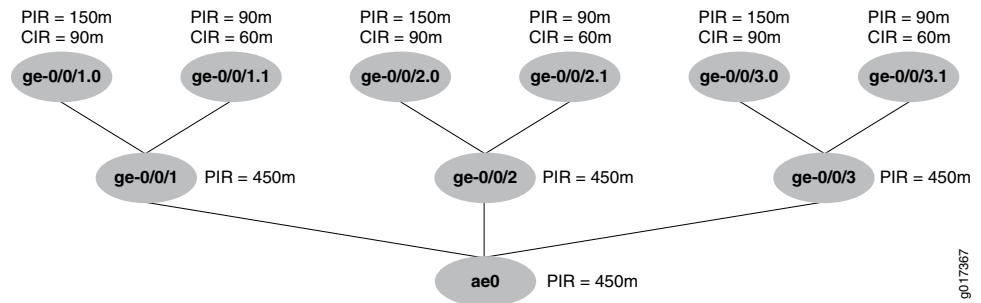 PIR = 150m
CIR = 90m
PIR = 90m
CIR = 60m
PIR = 150m
CIR = 90m
PIR = 90m
CIR = 60m
PIR = 150m
CIR = 90m
PIR = 90m
CIR = 60m
ge-0/0/1.0
ge-0/0/1.1
ge-0/0/2.0
ge-0/0/2.1
ge-0/0/3.0
ge-0/0/3.1
ge-0/0/1
PIR = 450m
ge-0/0/2
PIR = 450m
ge-0/0/3
PIR = 450m
ae0
PIR = 450m
g017367